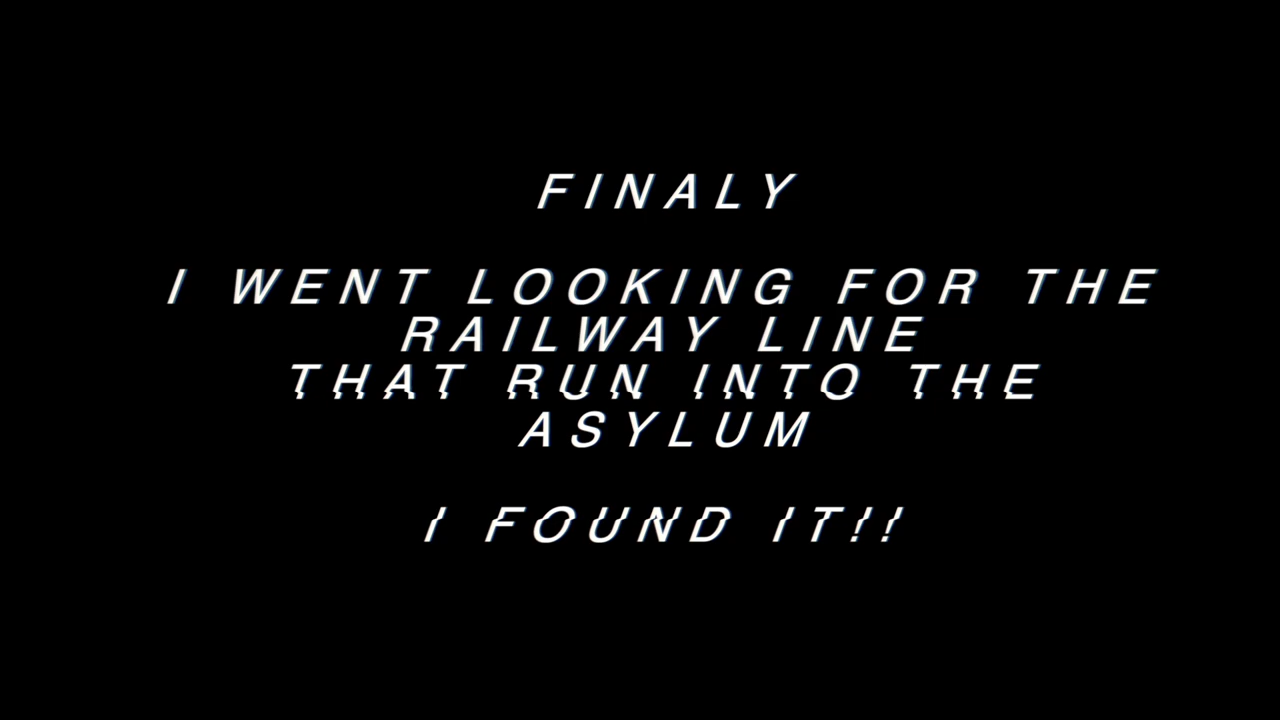 FINALY
I WENT LOOKING FOR THE
RAILWAY LINE
THAT RUN INTO THE
ASYLUM
I FOUND IT!!